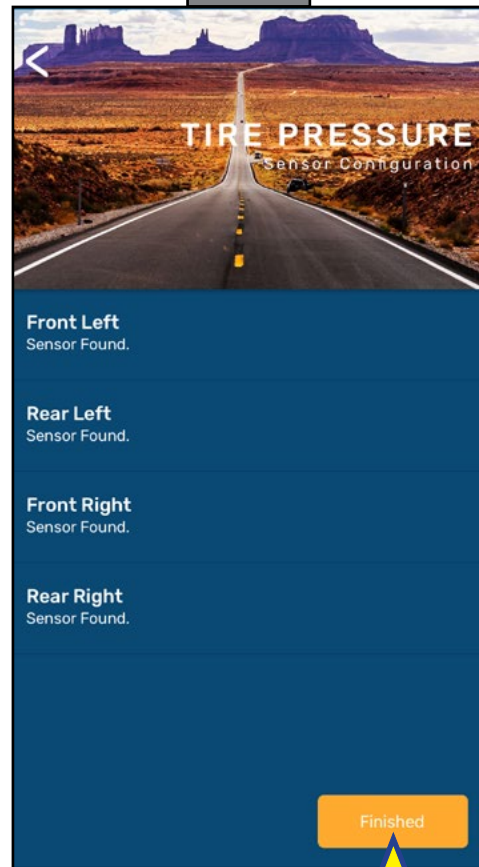 TIRE PRESSURE
Sensor Configuration
Front Left
Sensor Found.
Rear Left
Sensor Found.
Front Right
Sensor Found.
Rear Right
Sensor Found.
Finished